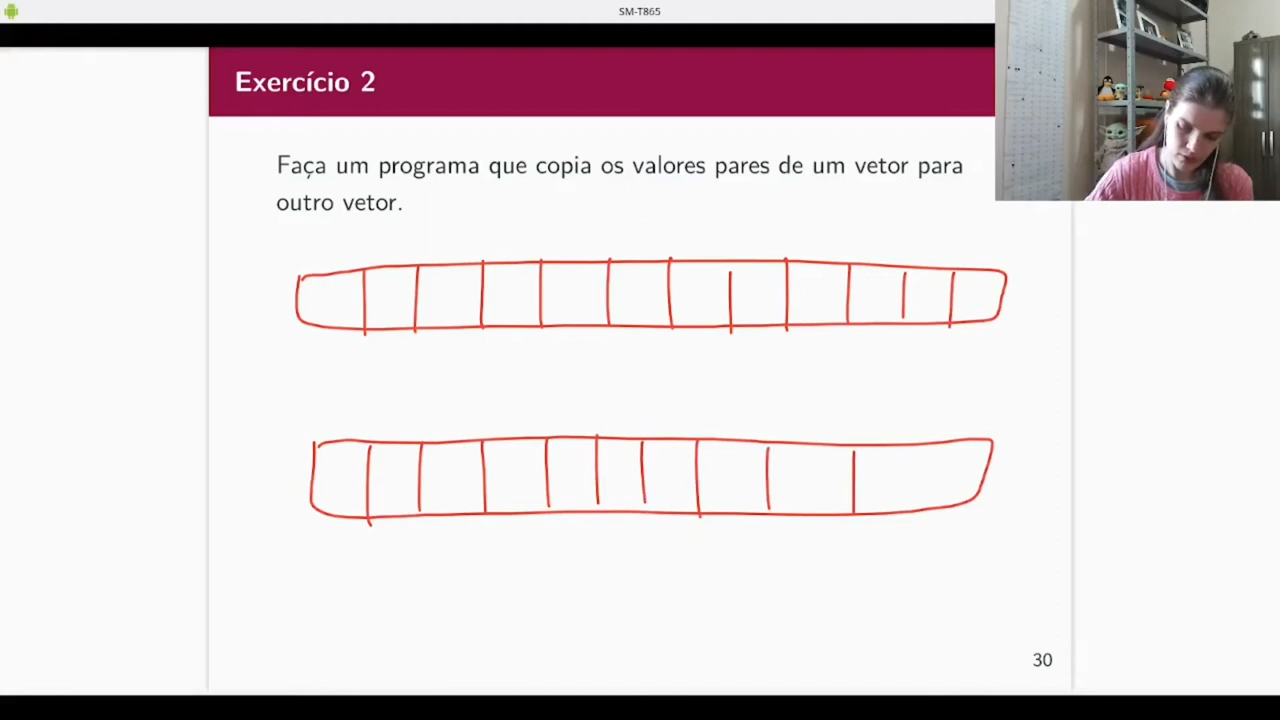 SM-T865
Exercício 2
Faça um programa que copia os valores pares de um vetor para
outro vetor.
30